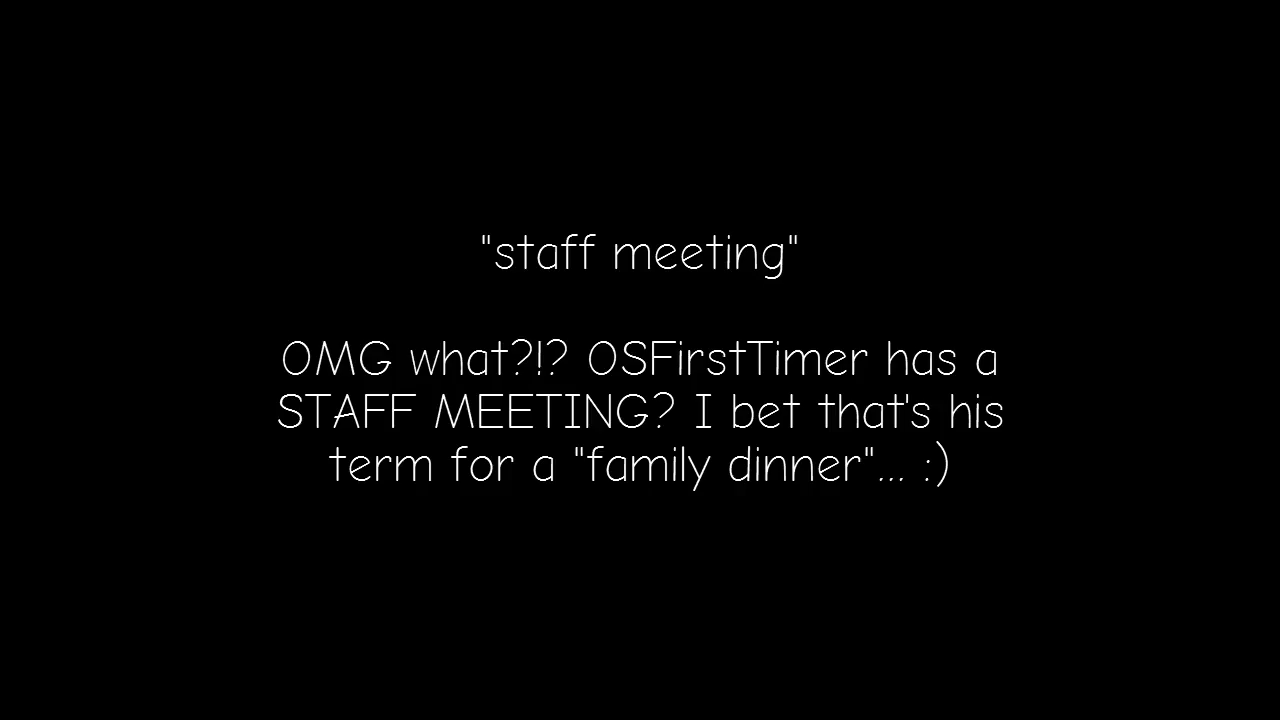 "staff meeting"
OMG what?!? OSFirstTimer has a
STAFF MEETING? I bet that's his
term for a "family dinner"... :)